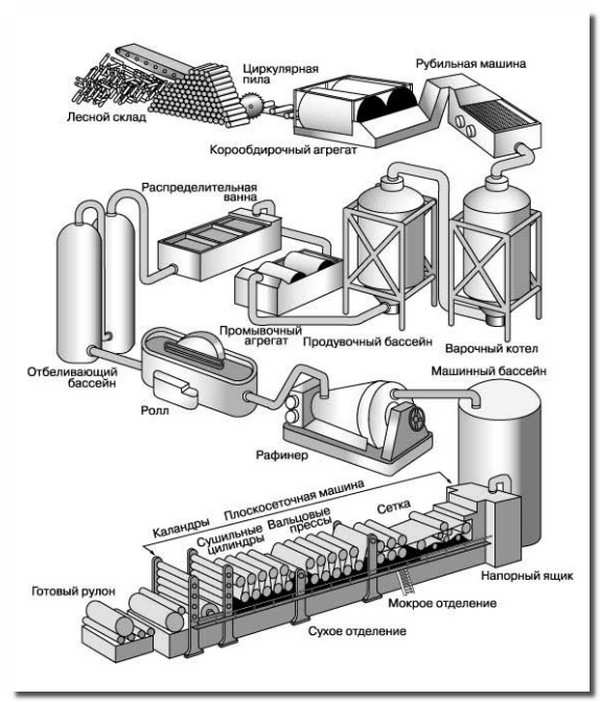 Циркулярная
пила
Рубильная машина
Лесной склад
Корообдирочный агрегат
Распределительная
ванна
Промывочный
агрегат
Продувочный бассейн
Варочный котел
Отбеливающий
бассейн
Ролл
Машинный бассейн
Рафинер
Плоскосеточная машина
Каландры
Сушильные
цилиндры
Вальцовые
прессы
Сетка
Напорный ящик
Готовый рулон
Мокрое отделение
Сухое отделение